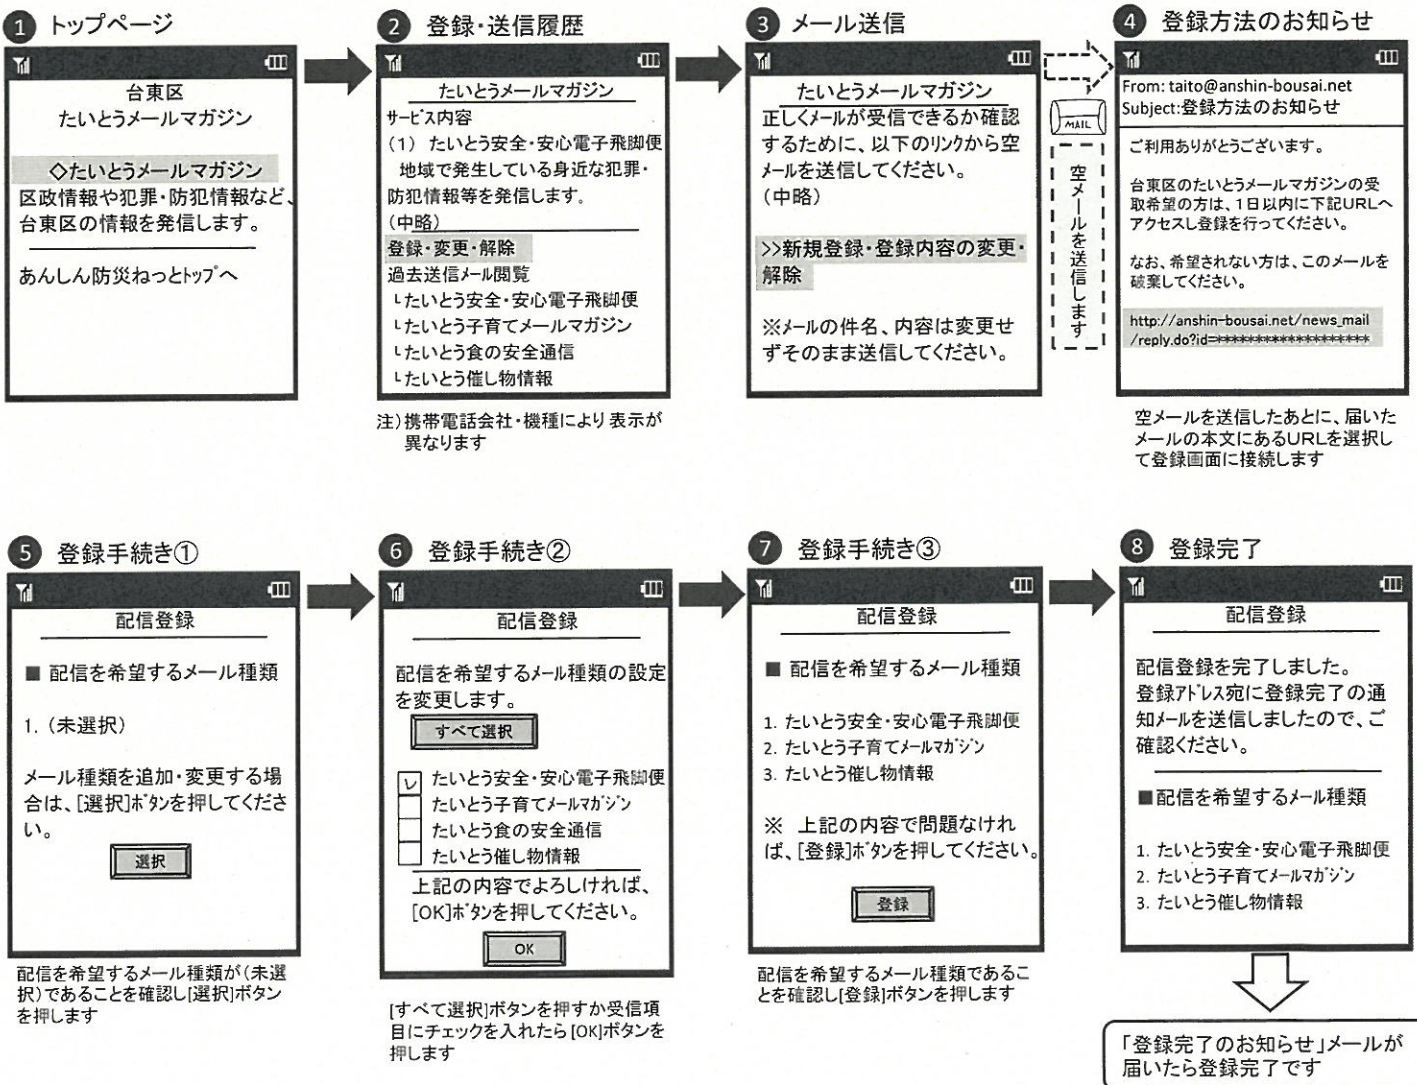 1 トップページ
台東区
たいとうメールマガジン
◇たいとうメールマガジン
区政情報や犯罪・防犯情報など、
台東区の情報を発信します。
あんしん防災ねっとトップへ
2 登録・送信履歴
たいとうメールマガジン
サービス内容
(1) たいとう安全・安心電子飛脚便
地域で発生している身近な犯罪・
防犯情報等を発信します。
(中略)
登録・変更・解除
過去送信メール閲覧
└たいとう安全・安心電子飛脚便
└たいとう子育てメールマガジン
└たいとう食の安全通信
└たいとう催し物情報
注)携帯電話会社・機種により表示が
異なります
3 メール送信
たいとうメールマガジン
正しくメールが受信できるか確認
するために、以下のリンクから空
メールを送信してください。
(中略)
>>新規登録・登録内容の変更・
解除
※メールの件名、内容は変更せ
ずそのまま送信してください。
MAIL
空メールを送信します
4 登録方法のお知らせ
From: taito@anshin-bousai.net
Subject:登録方法のお知らせ
ご利用ありがとうございます。
台東区のたいとうメールマガジンの受
取希望の方は、1日以内に下記URLへ
アクセスし登録を行ってください。
なお、希望されない方は、このメールを
破棄してください。
http://anshin-bousai.net/news_mail
/reply.do?id=********************
空メールを送信したあとに、届いた
メールの本文にあるURLを選択し
て登録画面に接続します
5 登録手続き①
配信登録
■ 配信を希望するメール種類
1. (未選択)
メール種類を追加・変更する場
合は、[選択]ボタンを押してくださ
い。
選択
配信を希望するメール種類が(未選
択)であることを確認し[選択]ボタン
を押します
6 登録手続き②
配信登録
配信を希望するメール種類の設定
を変更します。
すべて選択
レ たいとう安全・安心電子飛脚便
たいとう子育てメールマガジン
たいとう食の安全通信
たいとう催し物情報
上記の内容でよろしければ、
[OK]ボタンを押してください。
OK
[すべて選択]ボタンを押すか受信項
目にチェックを入れたら[OK]ボタンを
押します
7 登録手続き③
配信登録
■ 配信を希望するメール種類
1. たいとう安全・安心電子飛脚便
2. たいとう子育てメールマガジン
3. たいとう催し物情報
※ 上記の内容で問題なけれ
ば、[登録]ボタンを押してください。
登録
配信を希望するメール種類であるこ
とを確認し[登録]ボタンを押します
8 登録完了
配信登録
配信登録を完了しました。
登録アドレス宛に登録完了の通
知メールを送信しましたので、ご
確認ください。
■配信を希望するメール種類
1. たいとう安全・安心電子飛脚便
2. たいとう子育てメールマガジン
3. たいとう催し物情報
「登録完了のお知らせ」メールが
届いたら登録完了です